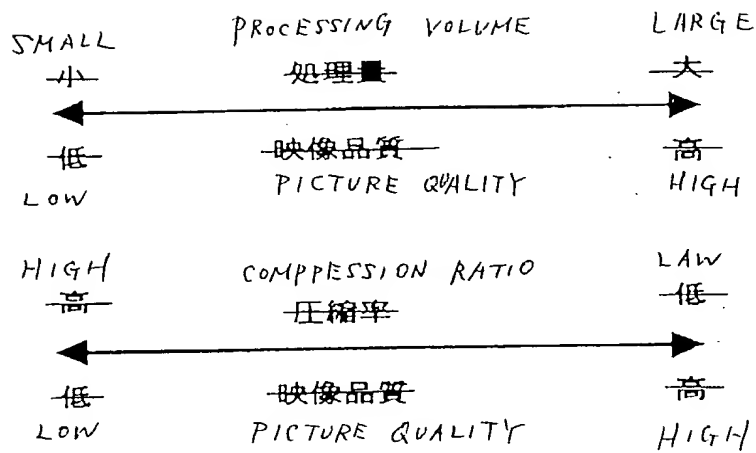 SMALL PROCESSING VOLUME LARGE
小 処理量 大
低 映像品質 高
LOW PICTURE QUALITY HIGH
HIGH COMPPESSION RATIO LAW
高 圧縮率 低
低 映像品質 高
LOW PICTURE QUALITY HIGH